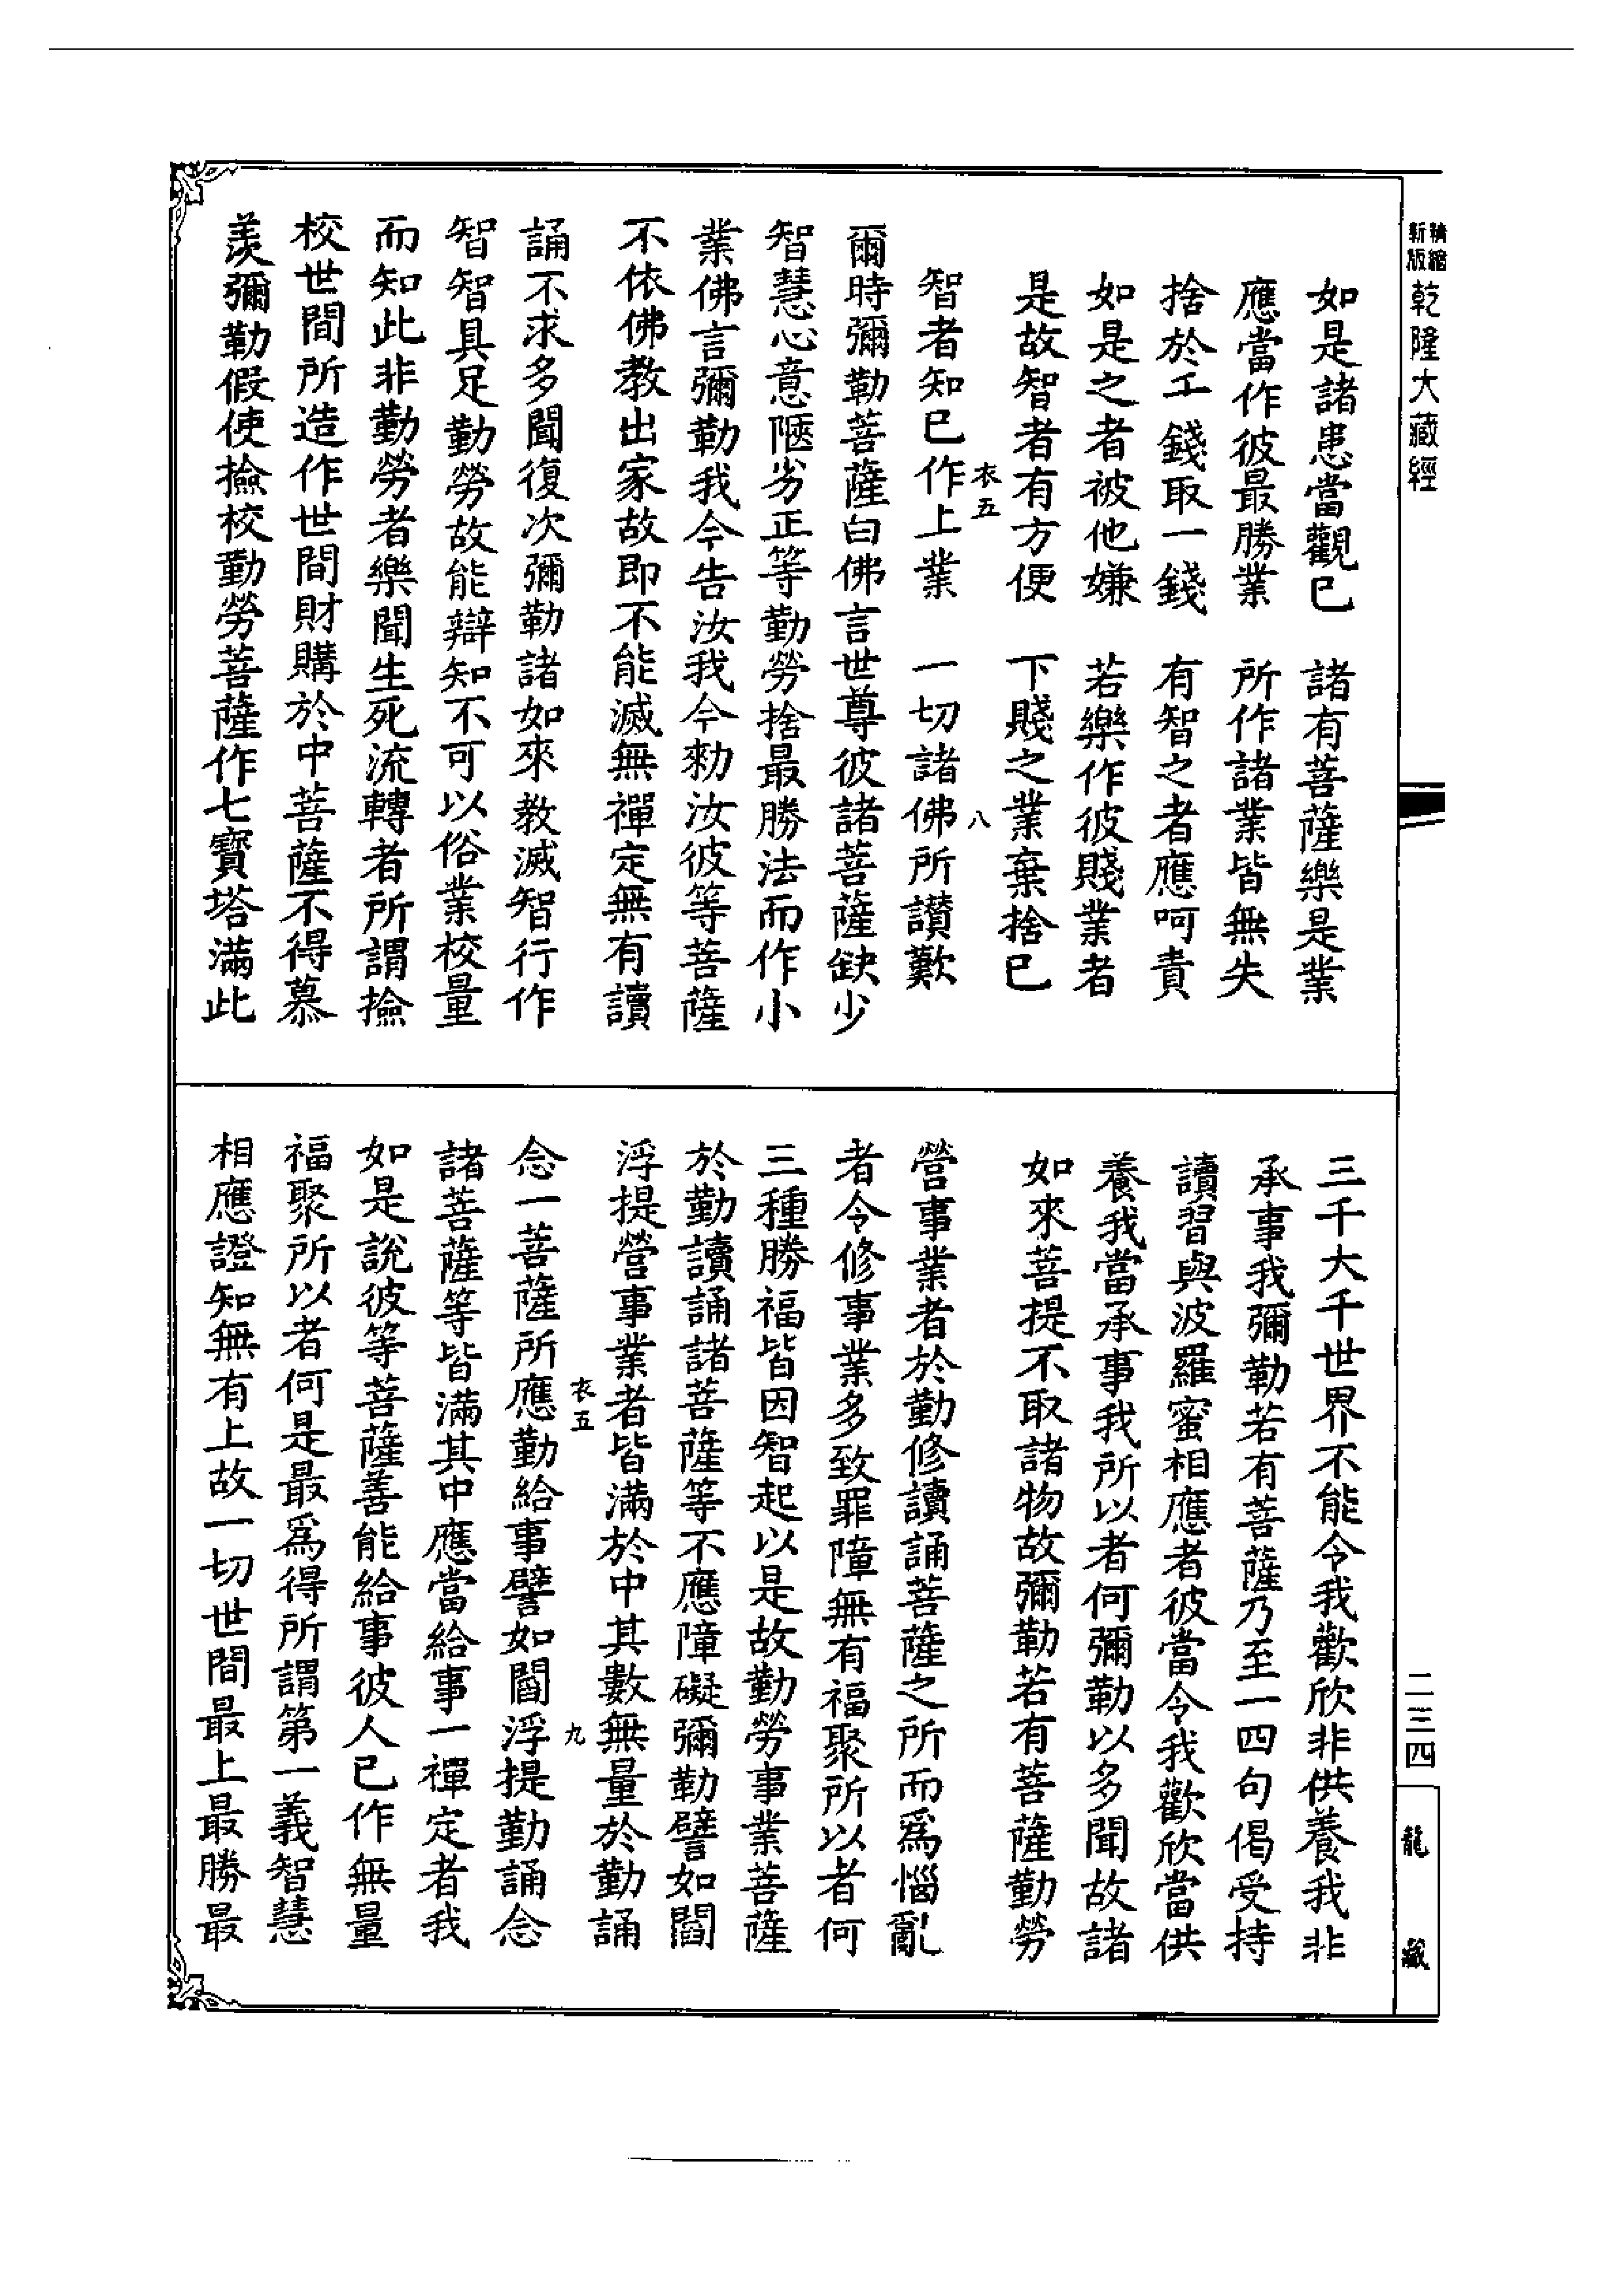 精縮新版乾隆大藏經
如是諸患當觀已　諸有菩薩樂是業
應當作彼最勝業　所作諸業皆無失
捨於千錢取一錢　有智之者應呵責
如是之者被他嫌　若樂作彼賤業者
是故智者有方便　下賤之業棄捨已
衣五　八
智者知已作上業　一切諸佛所讃歎
爾時彌勒菩薩白佛言世尊彼諸菩薩缺少
智慧心意陿劣正等勤勞捨最勝法而作小
業佛言彌勒我今告汝我今勑汝彼等菩薩
不依佛教出家故即不能滅無禪定無有讀
誦不求多聞復次彌勒諸如來教滅智行作
智智具足勤勞故能辯知不可以俗業校量
而知此非勤勞者樂聞生死流轉者所謂撿
校世間所造作世間財購於中菩薩不得慕
羨彌勒假使撿校勤勞菩薩作七寶塔滿此
三千大千世界不能令我歡欣非供養我非
承事我彌勒若有菩薩乃至一四句偈受持
讀習與波羅蜜相應者彼當令我歡欣當供
養我當承事我所以者何彌勒以多聞故諸
如來菩提不取諸物故彌勒若有菩薩勤勞
營事業者於勤修讀誦菩薩之所而爲惱亂
者令修事業多致罪障無有福聚所以者何
三種勝福皆因智起以是故勤勞事業菩薩
於勤讀誦諸菩薩等不應障礙彌勒譬如閻
浮提營事業者皆滿於中其數無量於勤誦
衣五　九
念一菩薩所應勤給事譬如閻浮提勤誦念
諸菩薩等皆滿其中應當給事一禪定者我
如是說彼等菩薩善能給事彼人已作無量
福聚所以者何是最爲得所謂第一義智慧
相應證知無有上故一切世間最上最勝最
二三四
龍藏